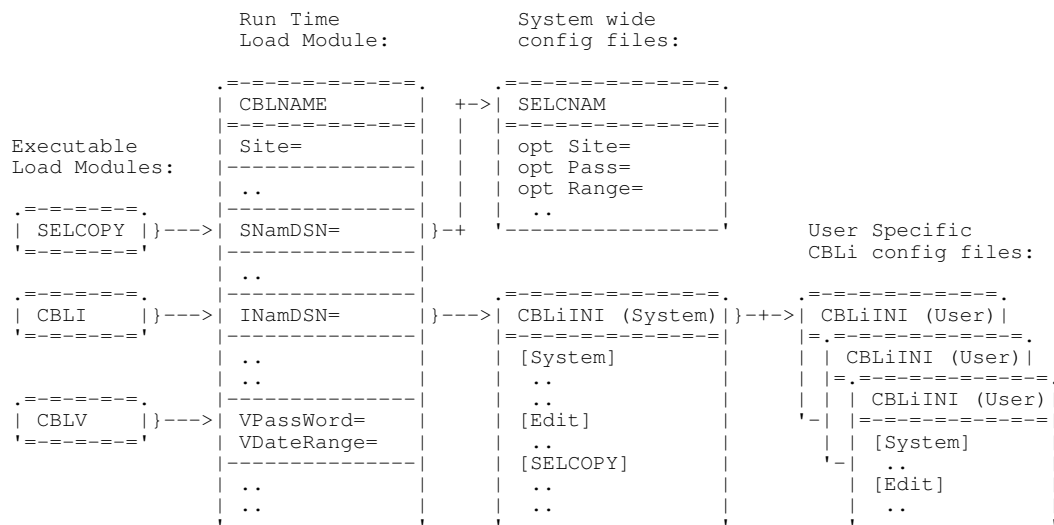 Run Time System wide
Load Module: config files:
CBLNAME SELCNAM
Executable Site= opt Site=
Load Modules: opt Pass=
.. opt Range=
..
SELCOPY SNamDSN= User Specific
CBLi config files:
..
CBLI INamDSN= CBLiINI (System) CBLiINI (User)
.. [System] CBLiINI (User)
.. ..
CBLiINI (User)
CBLV VPassWord= [Edit]
VDateRange= .. [System]
[SELCOPY] ..
.. .. [Edit]
.. .. ..